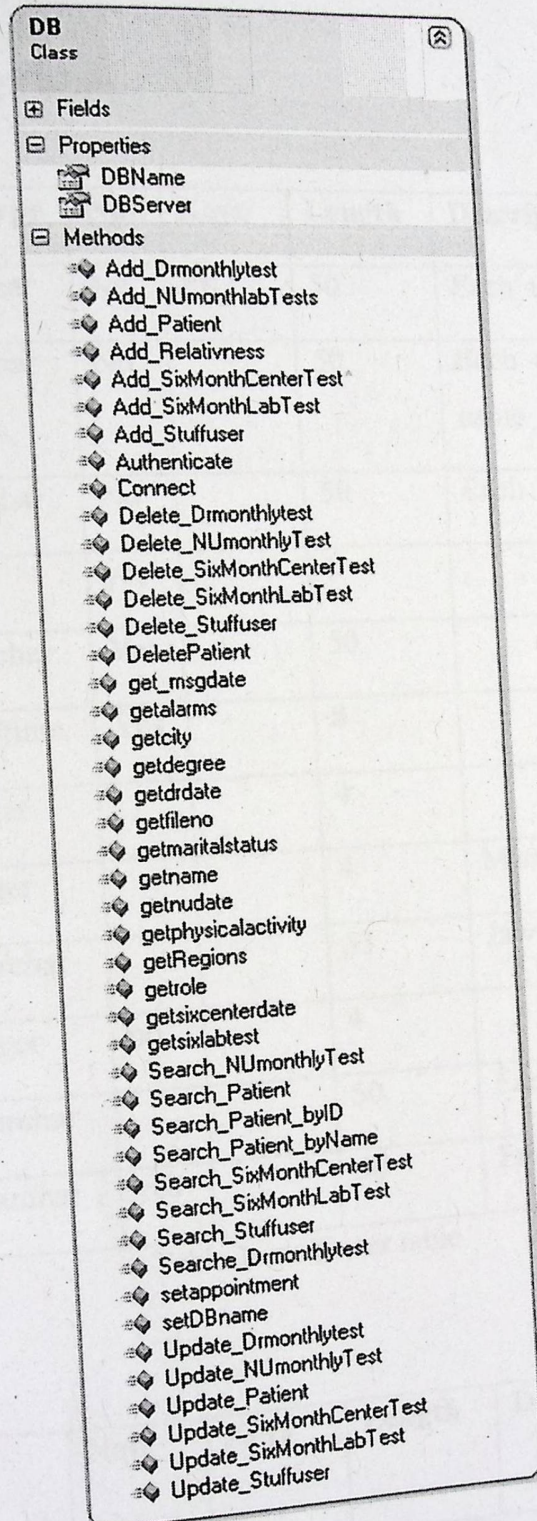 DB
Class
Fields
Properties
DBName
DBServer
Methods
Add_Drmonthlytest
Add_NUmonthlabTests
Add_Patient
Add_Relativness
Add_SixMonthCenterTest
Add_SixMonthLabTest
Add_Stuffuser
Authenticate
Connect
Delete_Drmonthlytest
Delete_NUmonthlyTest
Delete_SixMonthCenterTest
Delete_SixMonthLabTest
Delete_Stuffuser
DeletePatient
get_msgdate
getalarms
getcity
getdegree
getdrdate
getfileno
getmaritalstatus
getname
getnudate
getphysicalactivity
getRegions
getrole
getsixcenterdate
getsixlabtest
Search_NUmonthlyTest
Search_Patient
Search_Patient_byID
Search_Patient_byName
Search_SixMonthCenterTest
Search_SixMonthLabTest
Search_Stuffuser
Searche_Drmonthlytest
setappointment
setDBname
Update_Drmonthlytest
Update_NUmonthlyTest
Update_Patient
Update_SixMonthCenterTest
Update_SixMonthLabTest
Update_Stuffuser